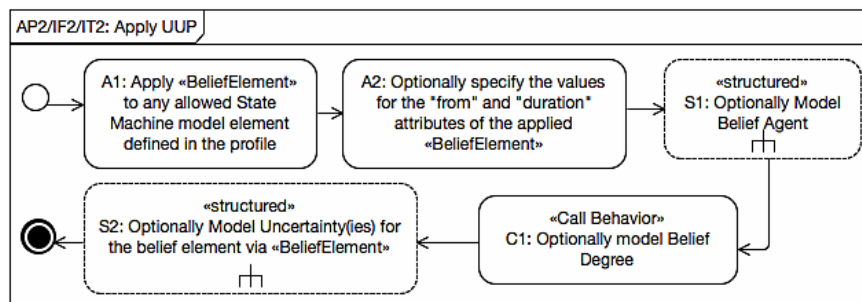 AP2/IF2/IT2: Apply UUP
A1: Apply «BeliefElement»
to any allowed State
Machine model element
defined in the profile
A2: Optionally specify the values
for the "from" and "duration"
attributes of the applied
«BeliefElement»
«structured»
S1: Optionally Model
Belief Agent
«structured»
S2: Optionally Model Uncertainty(ies) for
the belief element via «BeliefElement»
«Call Behavior»
C1: Optionally model Belief
Degree